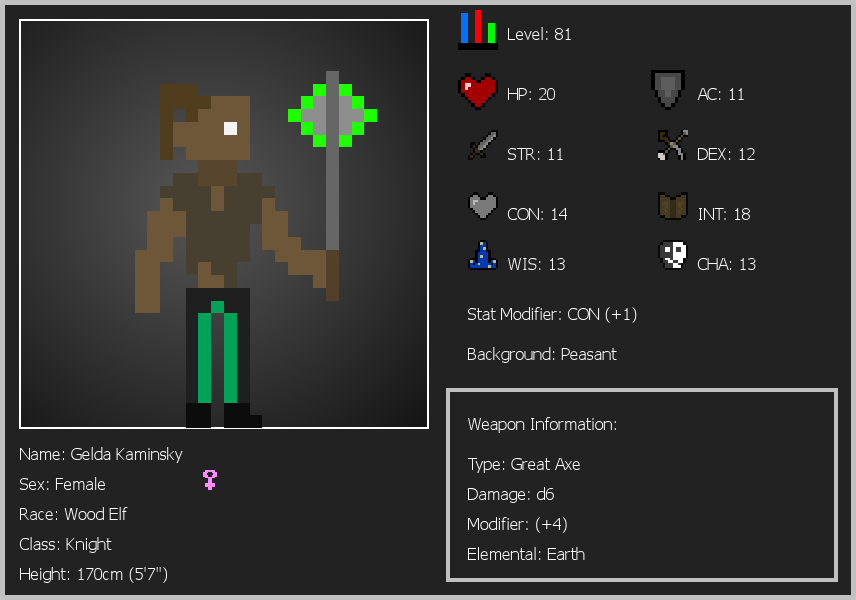 Level: 81
HP: 20
AC: 11
STR: 11
DEX: 12
CON: 14
INT: 18
WIS: 13
CHA: 13
Stat Modifier: CON (+1)
Background: Peasant
Weapon Information:
Type: Great Axe
Damage: d6
Modifier: (+4)
Elemental: Earth
Name: Gelda Kaminsky
Sex: Female
Race: Wood Elf
Class: Knight
Height: 170cm (5'7")